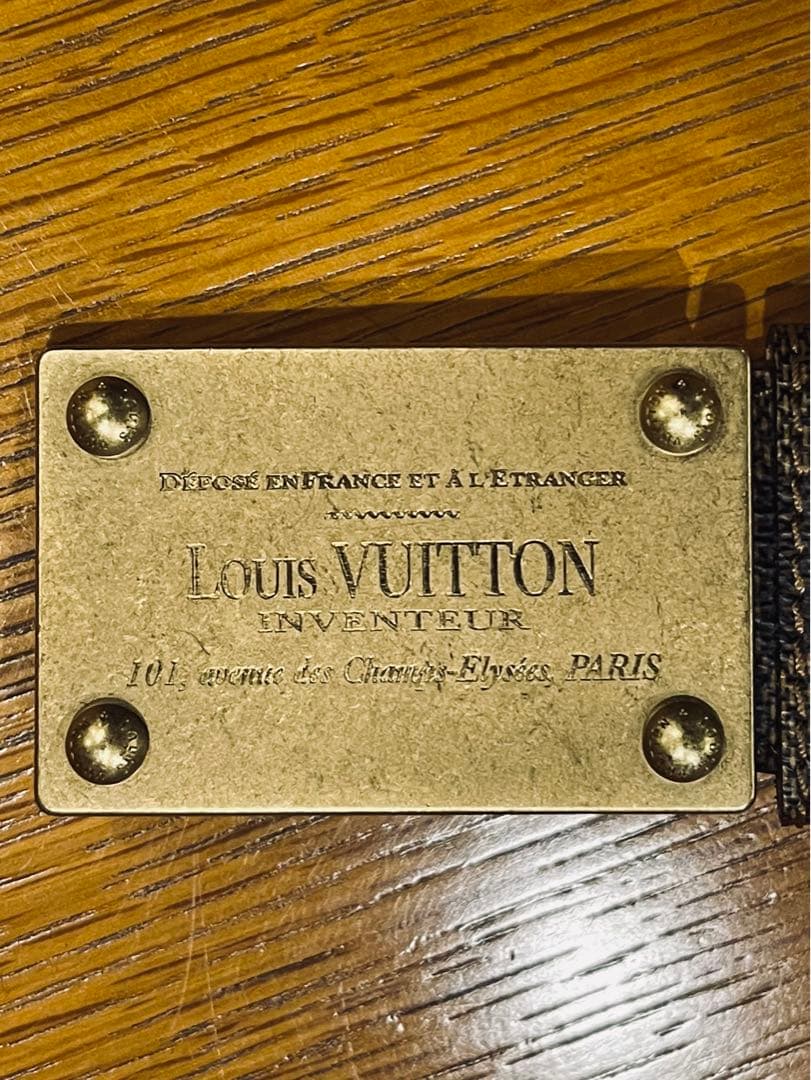 DÉPOSÉ EN FRANCE ET À L'ETRANGER
LOUIS VUITTON
INVENTEUR
101, avenue des Champs-Elysées, PARIS